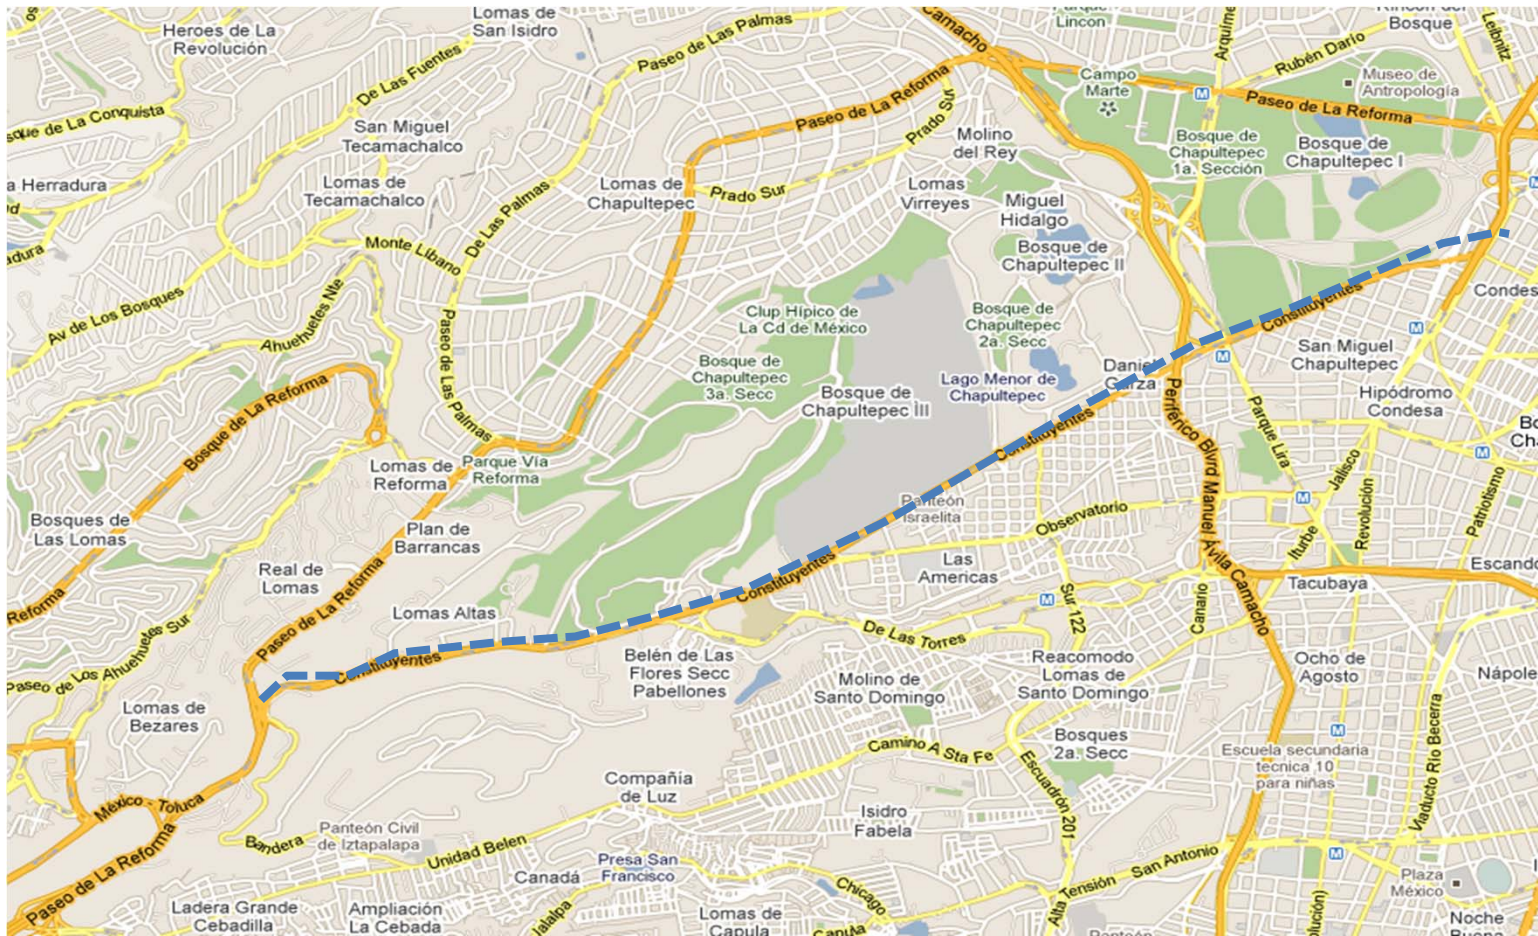 Lomas de
San Isidro
Heroes de La
Revolución
Paseo de Las Palmas
Camacho
Parque
Lincon
Arquíme
Rincón del
Bosque
Leibnitz
De Las Fuentes
Rubén Darío
Campo
Marte
Museo de
Antropología
que de La Conquista
San Miguel
Tecamachalco
Paseo de La Reforma
Prado Sur
Molino
del Rey
M
Paseo de La Reforma
Bosque de
Chapultepec
1a. Sección
Bosque de
Chapultepec I
a Herradura
Lomas de
Tecamachalco
De Las Palmas
Lomas de
Chapultepec
Prado Sur
Lomas
Virreyes
Miguel
Hidalgo
Monte Líbano
Bosque de
Chapultepec II
Av de Los Bosques
Ahuehuetes Nte
Paseo de Las Palmas
Clup Hípico de
La Cd de México
Bosque de
Chapultepec
2a. Secc
Constituyentes
Condes
M
San Miguel
Chapultepec
M
Bosque de
Chapultepec
3a. Secc
Bosque de
Chapultepec III
Lago Menor de
Chapultepec
Daniel
Garza
Hipódromo
Condesa
Bosque de La Reforma
Constituyentes
Periférico Blvrd Manuel Ávila Camacho
Parque Lira
M
Lomas de
Reforma
Parque Vía
Reforma
Jalisco
Revolución
Patriotismo
Bosques de
Las Lomas
Plan de
Barrancas
Panteón
Israelita
Observatorio
M
Iturbe
Real de
Lomas
Paseo de La Reforma
Las
Americas
Constituyentes
Tacubaya
Escando
Reforma
Lomas Altas
M
Sur 122
Canario
De Las Torres
Paseo de Los Ahuehuetes Sur
Constituyentes
Belén de Las
Flores Secc
Pabellones
Molino de
Santo Domingo
Reacomodo
Lomas de
Santo Domingo
Ocho de
Agosto
Nápole
Lomas de
Bezares
Camino A Sta Fe
Bosques
2a. Secc
M
Escuela secundaria
tecnica 10
para niñas
Viaducto Rio Becerra
México - Toluca
Compañia
de Luz
Escuadrón 201
Isidro
Fabela
Bandera
Panteón Civil
de Iztapalapa
Unidad Belen
Presa San
Francisco
Canadá
Chicago
Alta Tensión
San Antonio
M
Plaza
México
Paseo de La Reforma
Ladera Grande
Cebadilla
Ampliación
La Cebada
Jalalpa
Lomas de
Capula
Capula
Panteón
olución)
Noche
Buena